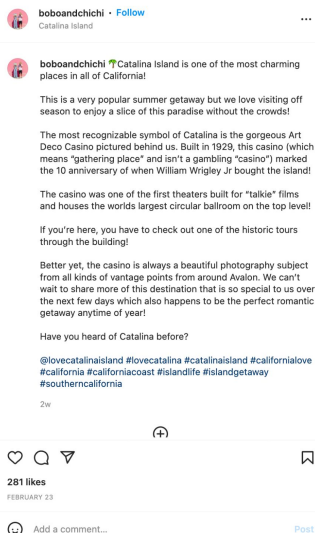 boboandchichi • Follow
Catalina Island
boboandchichi 🌴Catalina Island is one of the most charming
places in all of California!
This is a very popular summer getaway but we love visiting off
season to enjoy a slice of this paradise without the crowds!
The most recognizable symbol of Catalina is the gorgeous Art
Deco Casino pictured behind us. Built in 1929, this casino (which
means “gathering place” and isn’t a gambling “casino”) marked
the 10 anniversary of when William Wrigley Jr bought the island!
The casino was one of the first theaters built for “talkie” films
and houses the worlds largest circular ballroom on the top level!
If you’re here, you have to check out one of the historic tours
through the building!
Better yet, the casino is always a beautiful photography subject
from all kinds of vantage points from around Avalon. We can’t
wait to share more of this destination that is so special to us over
the next few days which also happens to be the perfect romantic
getaway anytime of year!
Have you heard of Catalina before?
@lovecatalinaisland #lovecatalina #catalinaisland #californialove
#california #californiacoast #islandlife #islandgetaway
#southerncalifornia
2w
281 likes
FEBRUARY 23
Add a comment...
Post